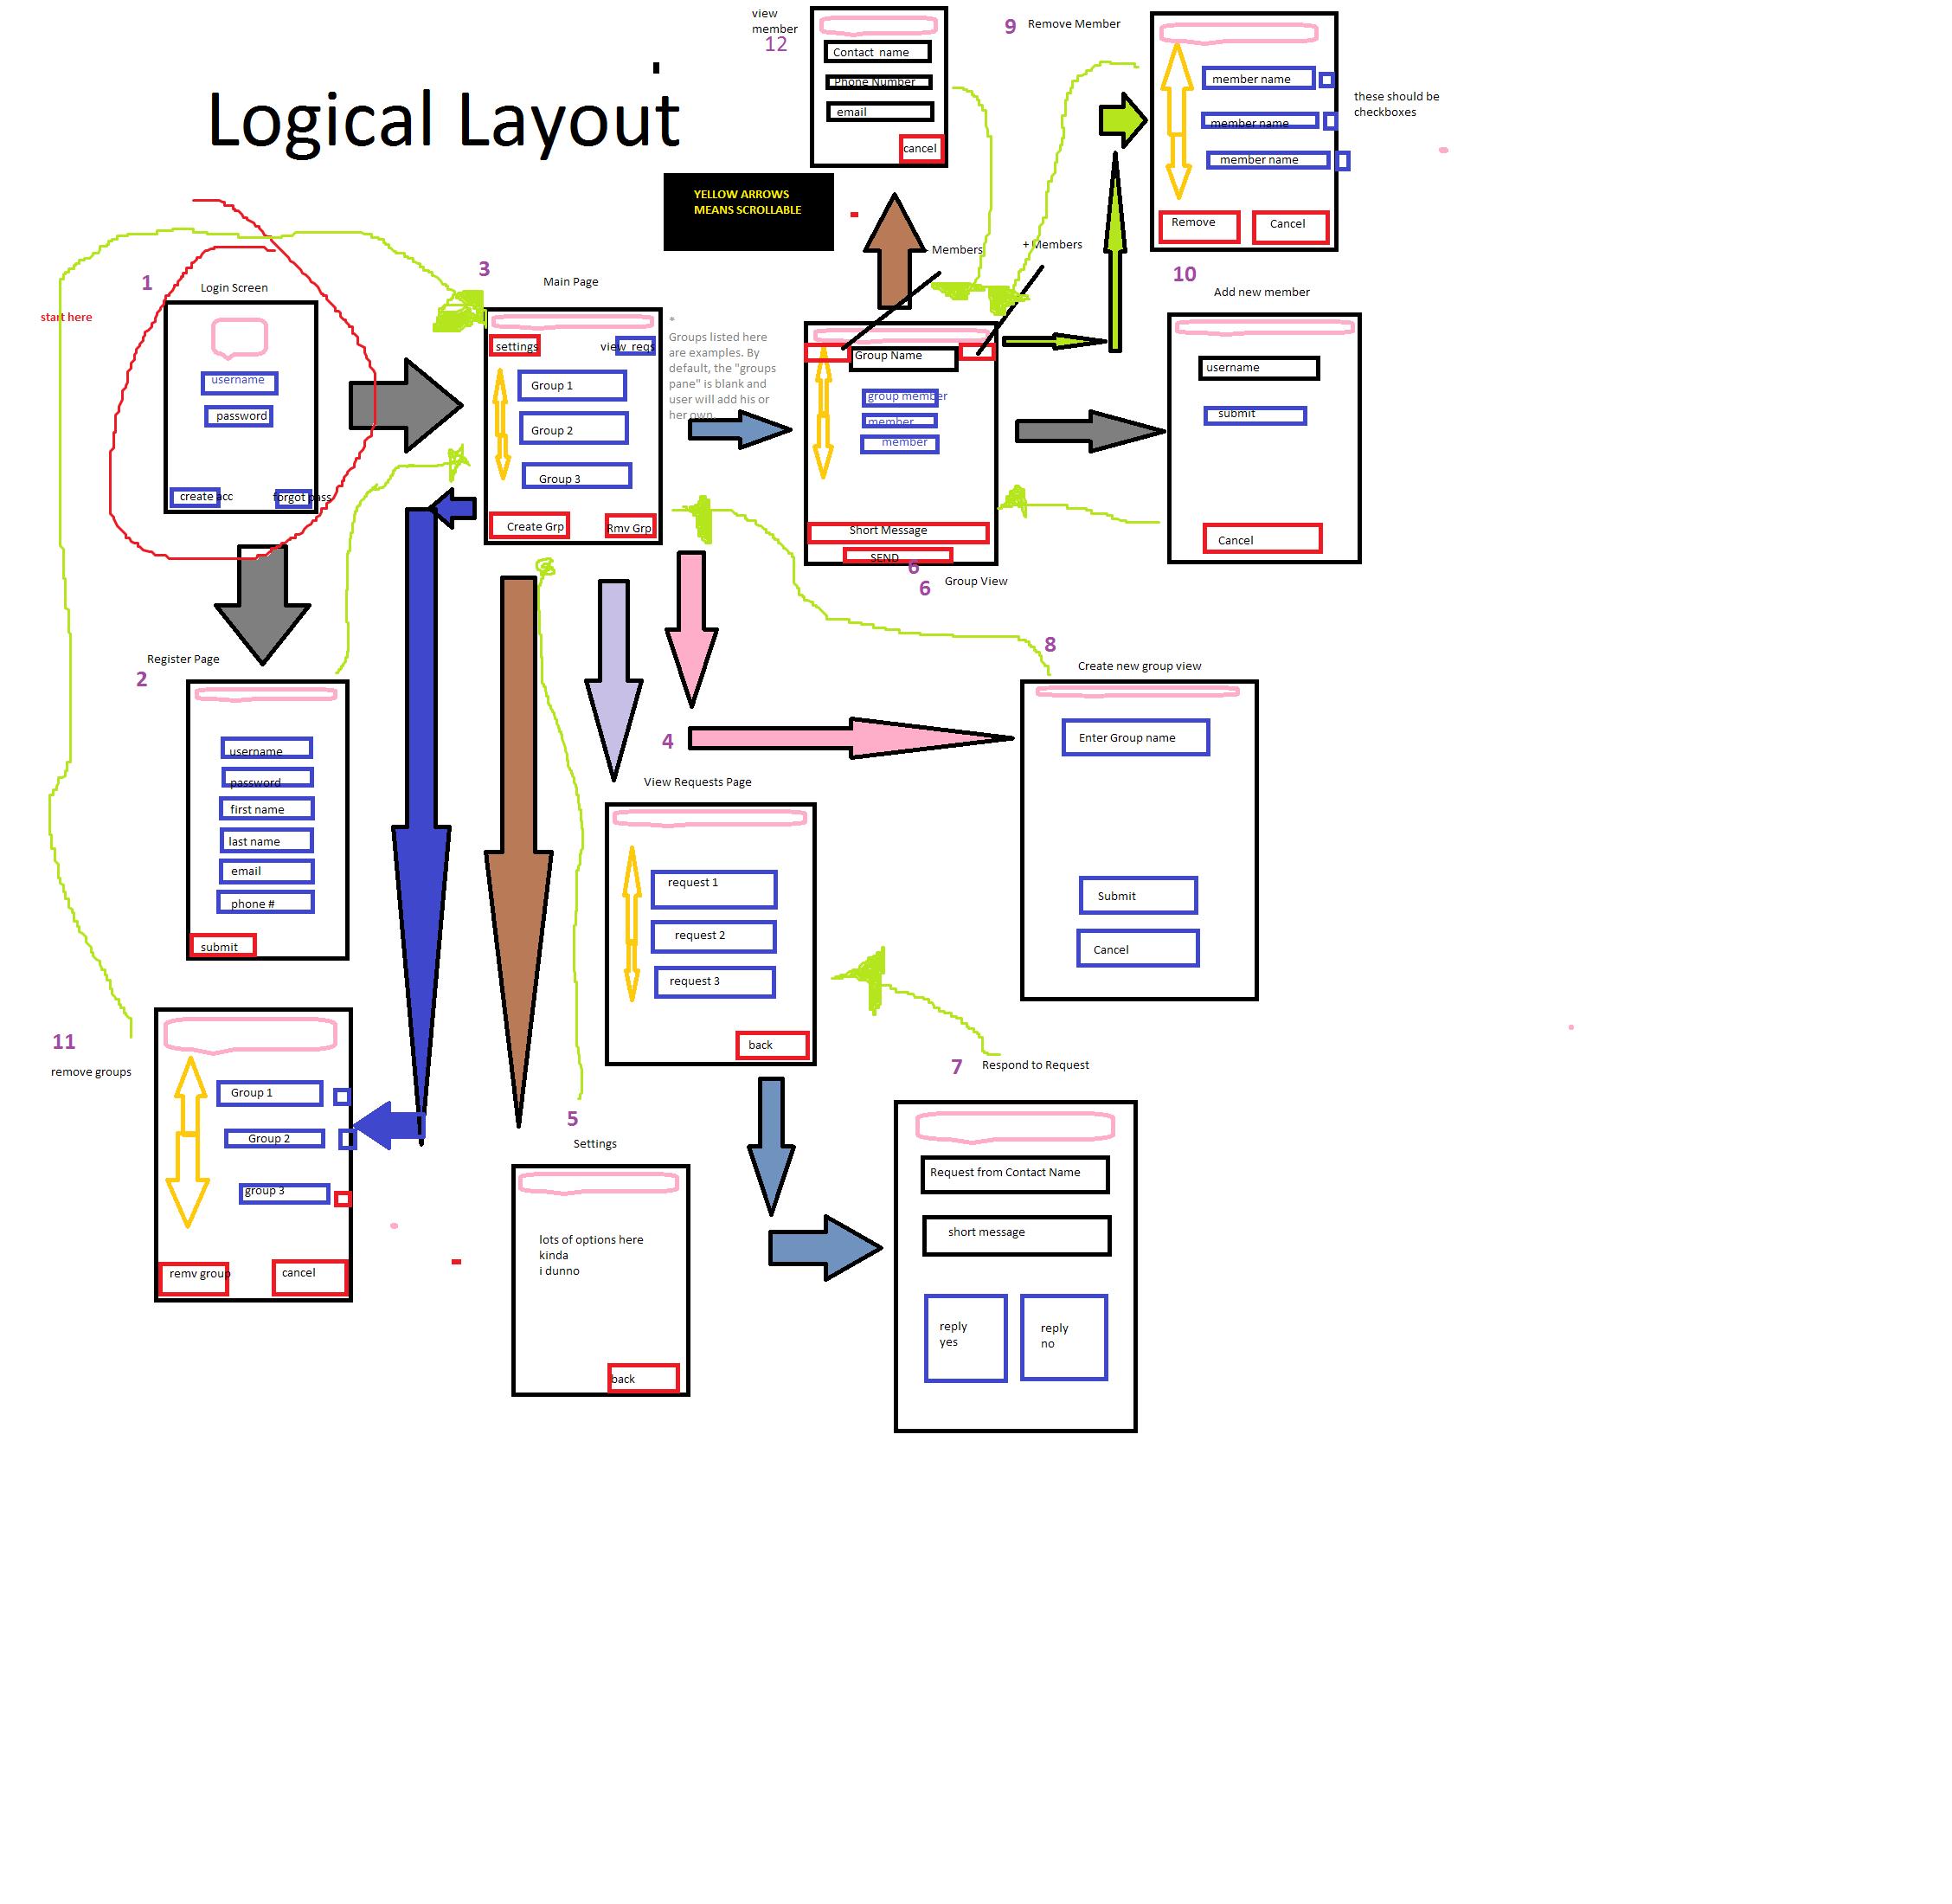 Logical Layout
YELLOW ARROWS
MEANS SCROLLABLE
start here
1
Login Screen
username
password
create acc
forgot pass
2
Register Page
username
password
first name
last name
email
phone #
submit
3
Main Page
settings
view reqs
Group 1
Group 2
Group 3
Create Grp
Rmv Grp
*
Groups listed here
are examples. By
default, the "groups
pane" is blank and
user will add his or
her own.
4
View Requests Page
request 1
request 2
request 3
back
5
Settings
lots of options here
kinda
i dunno
back
- Members
+ Members
Group Name
group member
member
member
Short Message
SEND
6
6
Group View
7
Respond to Request
Request from Contact Name
short message
reply
yes
reply
no
8
Create new group view
Enter Group name
Submit
Cancel
9
Remove Member
member name
member name
member name
Remove
Cancel
these should be
checkboxes
10
Add new member
username
submit
Cancel
11
remove groups
Group 1
Group 2
group 3
remv group
cancel
view
member
12
Contact name
Phone Number
email
cancel